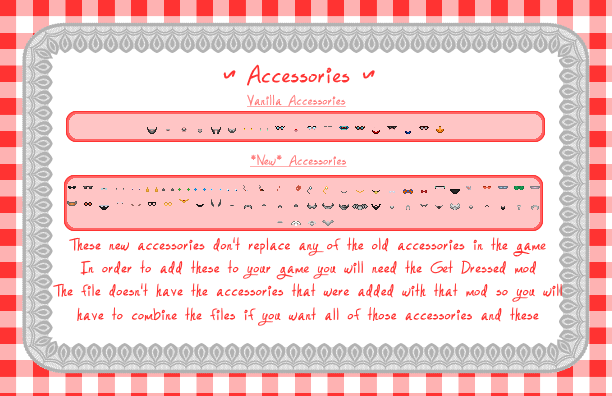 ~ Accessories ~
Vanilla Accessories
*New* Accessories
These new accessories don't replace any of the old accessories in the game
In order to add these to your game you will need the Get Dressed mod
The file doesn't have the accessories that were added with that mod so you will
have to combine the files if you want all of those accessories and these